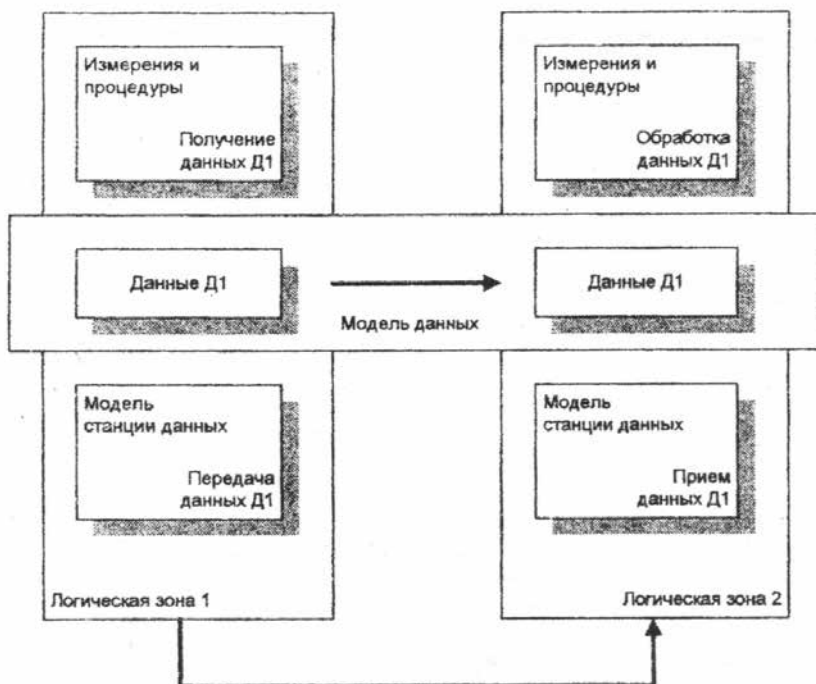 Измерения и
процедуры
Получение
данных Д1
Измерения и
процедуры
Обработка
данных Д1
Данные Д1
Модель данных
Данные Д1
Модель
станции данных
Передача
данных Д1
Модель
станции данных
Прием
данных Д1
Логическая зона 1
Логическая зона 2